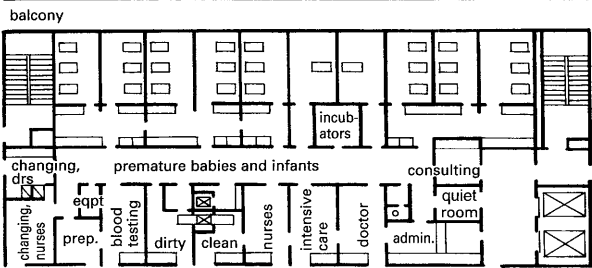 balcony
incub-
ators
changing,
drs
premature babies and infants
consulting
eqpt
quiet
room
changing,
nurses
prep.
blood
testing
dirty
clean
nurses
intensive
care
doctor
admin.